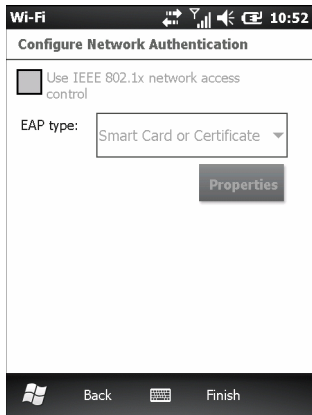 Wi-Fi 10:52
Configure Network Authentication
Use IEEE 802.1x network access
control
EAP type:
Smart Card or Certificate
Properties
Back Finish